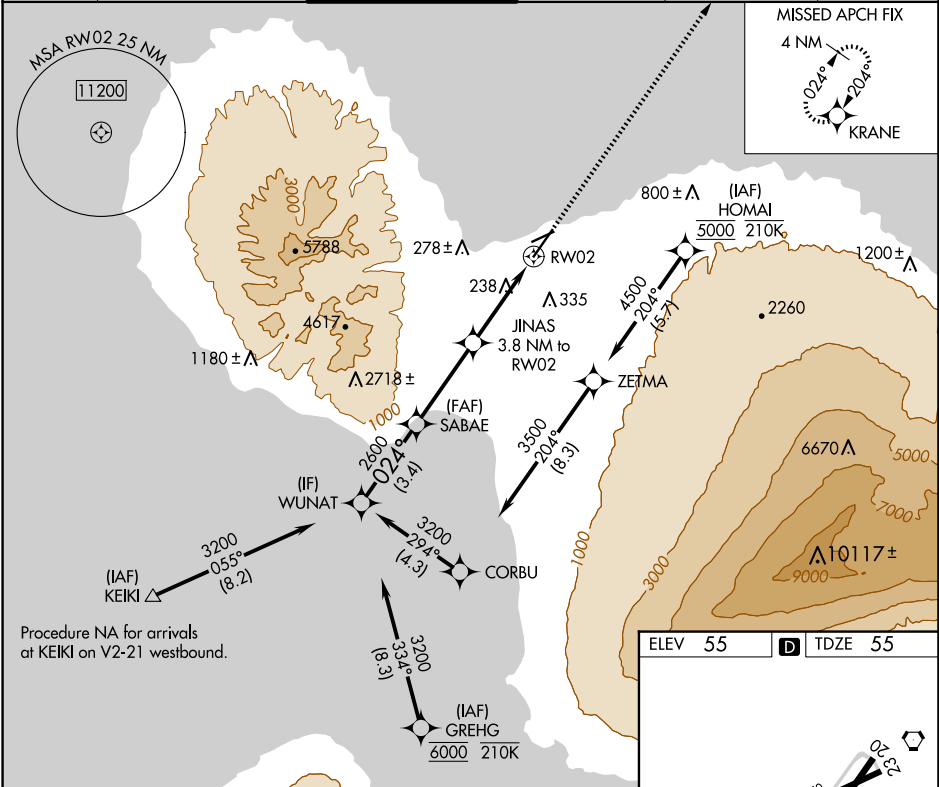 MSA RW02 25 NM
11200
MISSED APCH FIX
4 NM
024°
204°
KRANE
3000
5788
278±
800±
(IAF)
HOMAI
5000 210K
1200±
RW02
238
335
4500
204°
(5.7)
2260
4617
JINAS
3.8 NM to
RW02
1180±
2718±
ZETMA
1000
(FAF)
SABAE
2600
024°
(3.4)
3500
204°
(8.3)
6670
5000
7000
(IF)
WUNAT
3200
294°
(4.3)
CORBU
1000
3000
10117±
9000
3200
055°
(8.2)
(IAF)
KEIKI
Procedure NA for arrivals
at KEIKI on V2-21 westbound.
3200
334°
(8.3)
(IAF)
GREHG
6000 210K
ELEV 55
D
TDZE 55
20
23